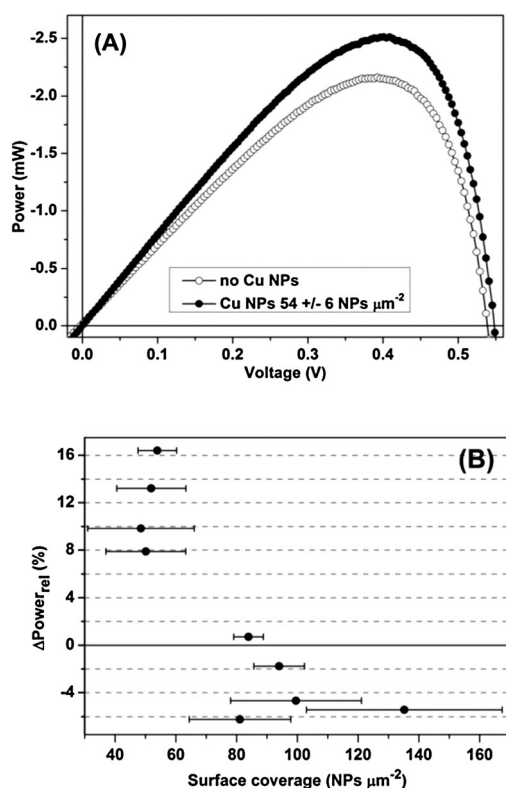 (A)
Power (mW)
-2.5
-2.0
-1.5
-1.0
-0.5
0.0
no Cu NPs
Cu NPs 54 +/- 6 NPs μm⁻²
0.0 0.1 0.2 0.3 0.4 0.5
Voltage (V)
(B)
ΔPower_rel (%)
16
12
8
4
0
-4
40 60 80 100 120 140 160
Surface coverage (NPs μm⁻²)